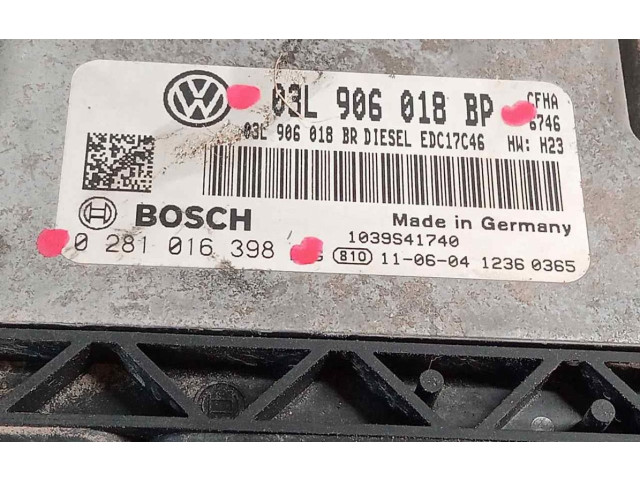 03L 906 018 BP CFHA
6746
03L 906 018 BR DIESEL EDC17C46 HW: H23
BOSCH
Made in Germany
1039S41740
0 281 016 398 810 11-06-04 1236 0365